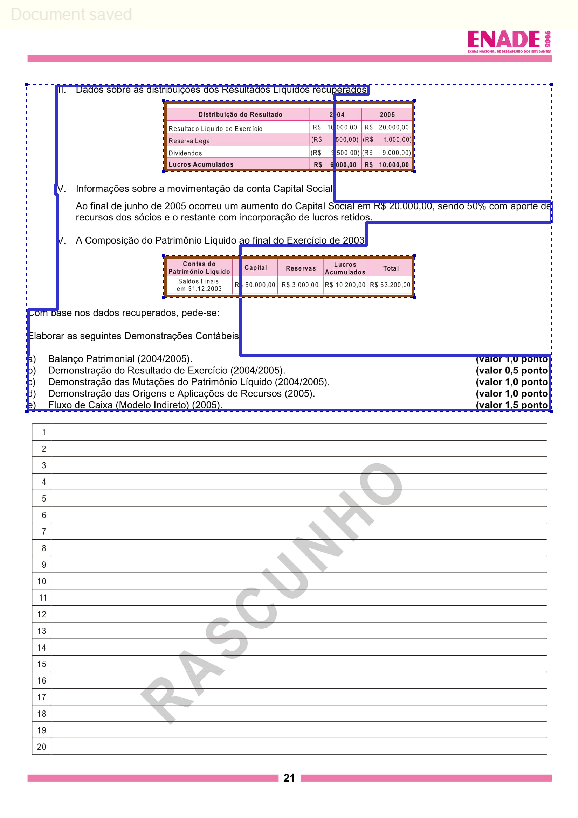 Document saved
ENADE 2006
EXAME NACIONAL DE DESEMPENHO DOS ESTUDANTES
II. Dados sobre as distribuições dos Resultados Líquidos recuperados
Distribuição do Resultado 2004 2005
Resultado Líquido do Exercício R$ 10.000,00 R$ 20.000,00
Reserva Legal (R$ 500,00) (R$ 1.000,00)
Dividendos (R$ 500,00) (R$ 9.000,00)
Lucros Acumulados R$ 000,00 R$ 10.000,00
V. Informações sobre a movimentação da conta Capital Social
Ao final de junho de 2005 ocorreu um aumento do Capital Social em R$ 20.000,00, sendo 50% com aporte de
recursos dos sócios e o restante com incorporação de lucros retidos.
V. A Composição do Patrimônio Líquido ao final do Exercício de 2003
Contas do Patrimônio Líquido Capital Reservas Lucros Acumulados Total
Saldos Finais em 31.12.2003 R$ 50.000,00 R$ 3.000,00 R$ 10.200,00 R$ 63.200,00
Com base nos dados recuperados, pede-se:
Elaborar as seguintes Demonstrações Contábeis
a) Balanço Patrimonial (2004/2005). (valor 1,0 ponto)
b) Demonstração do Resultado do Exercício (2004/2005). (valor 0,5 ponto)
c) Demonstração das Mutações do Patrimônio Líquido (2004/2005). (valor 1,0 ponto)
d) Demonstração das Origens e Aplicações de Recursos (2005). (valor 1,0 ponto)
e) Fluxo de Caixa (Modelo Indireto) (2005). (valor 1,5 ponto)
1
2
3
4
5
6
7
8
9
10
11
12
13
14
15
16
17
18
19
20
RASCUNHO
21